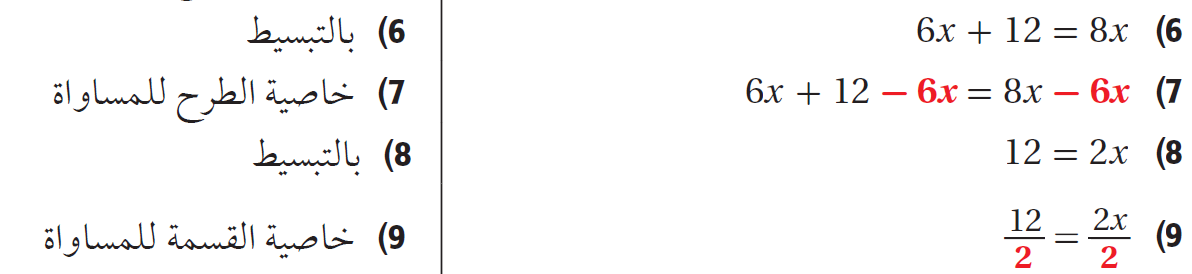 (6 6x + 12 = 8x
(6 بالتبسيط
(7 6x + 12 − 6x = 8x − 6x
(7 خاصية الطرح للمساواة
(8 12 = 2x
(8 بالتبسيط
(9 12/2 = 2x/2
(9 خاصية القسمة للمساواة